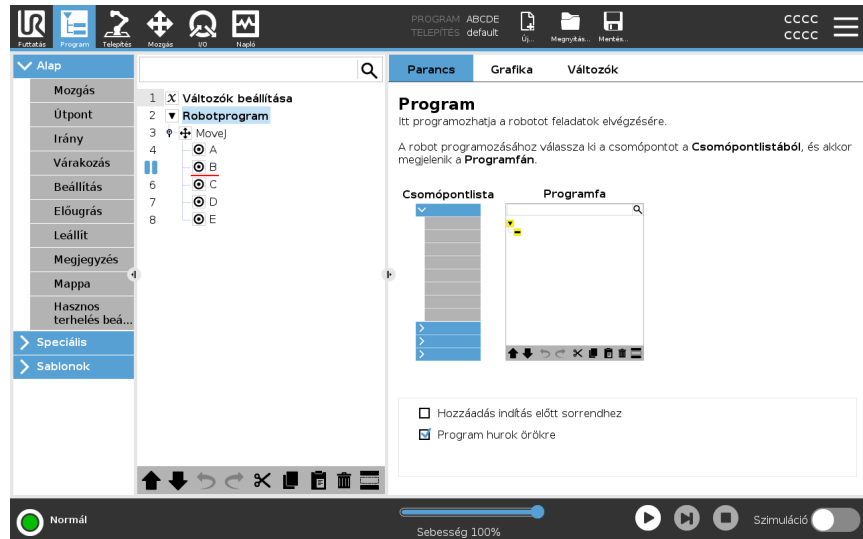 PROGRAM ABCDE
TELEPÍTÉS default
Futtatás
Program
Telepítés
Mozgás
I/O
Napló
Új...
Megnyitás...
Mentés...
CCCC
CCCC
Alap
Mozgás
Útpont
Irány
Várakozás
Beállítás
Előugrás
Leállít
Megjegyzés
Mappa
Hasznos
terhelés beá...
Speciális
Sablonok
1 X Változók beállítása
2 Robotprogram
3 MoveJ
4 A
B
6 C
7 D
8 E
Parancs Grafika Változók
Program
Itt programozhatja a robotot feladatok elvégzésére.
A robot programozásához válassza ki a csomópontot a Csomópontlistából, és akkor
megjelenik a Programfán.
Csomópontlista
Programfa
Hozzáadás indítás előtt sorrendhez
Program hurok örökre
Normál
Sebesség 100%
Szimuláció